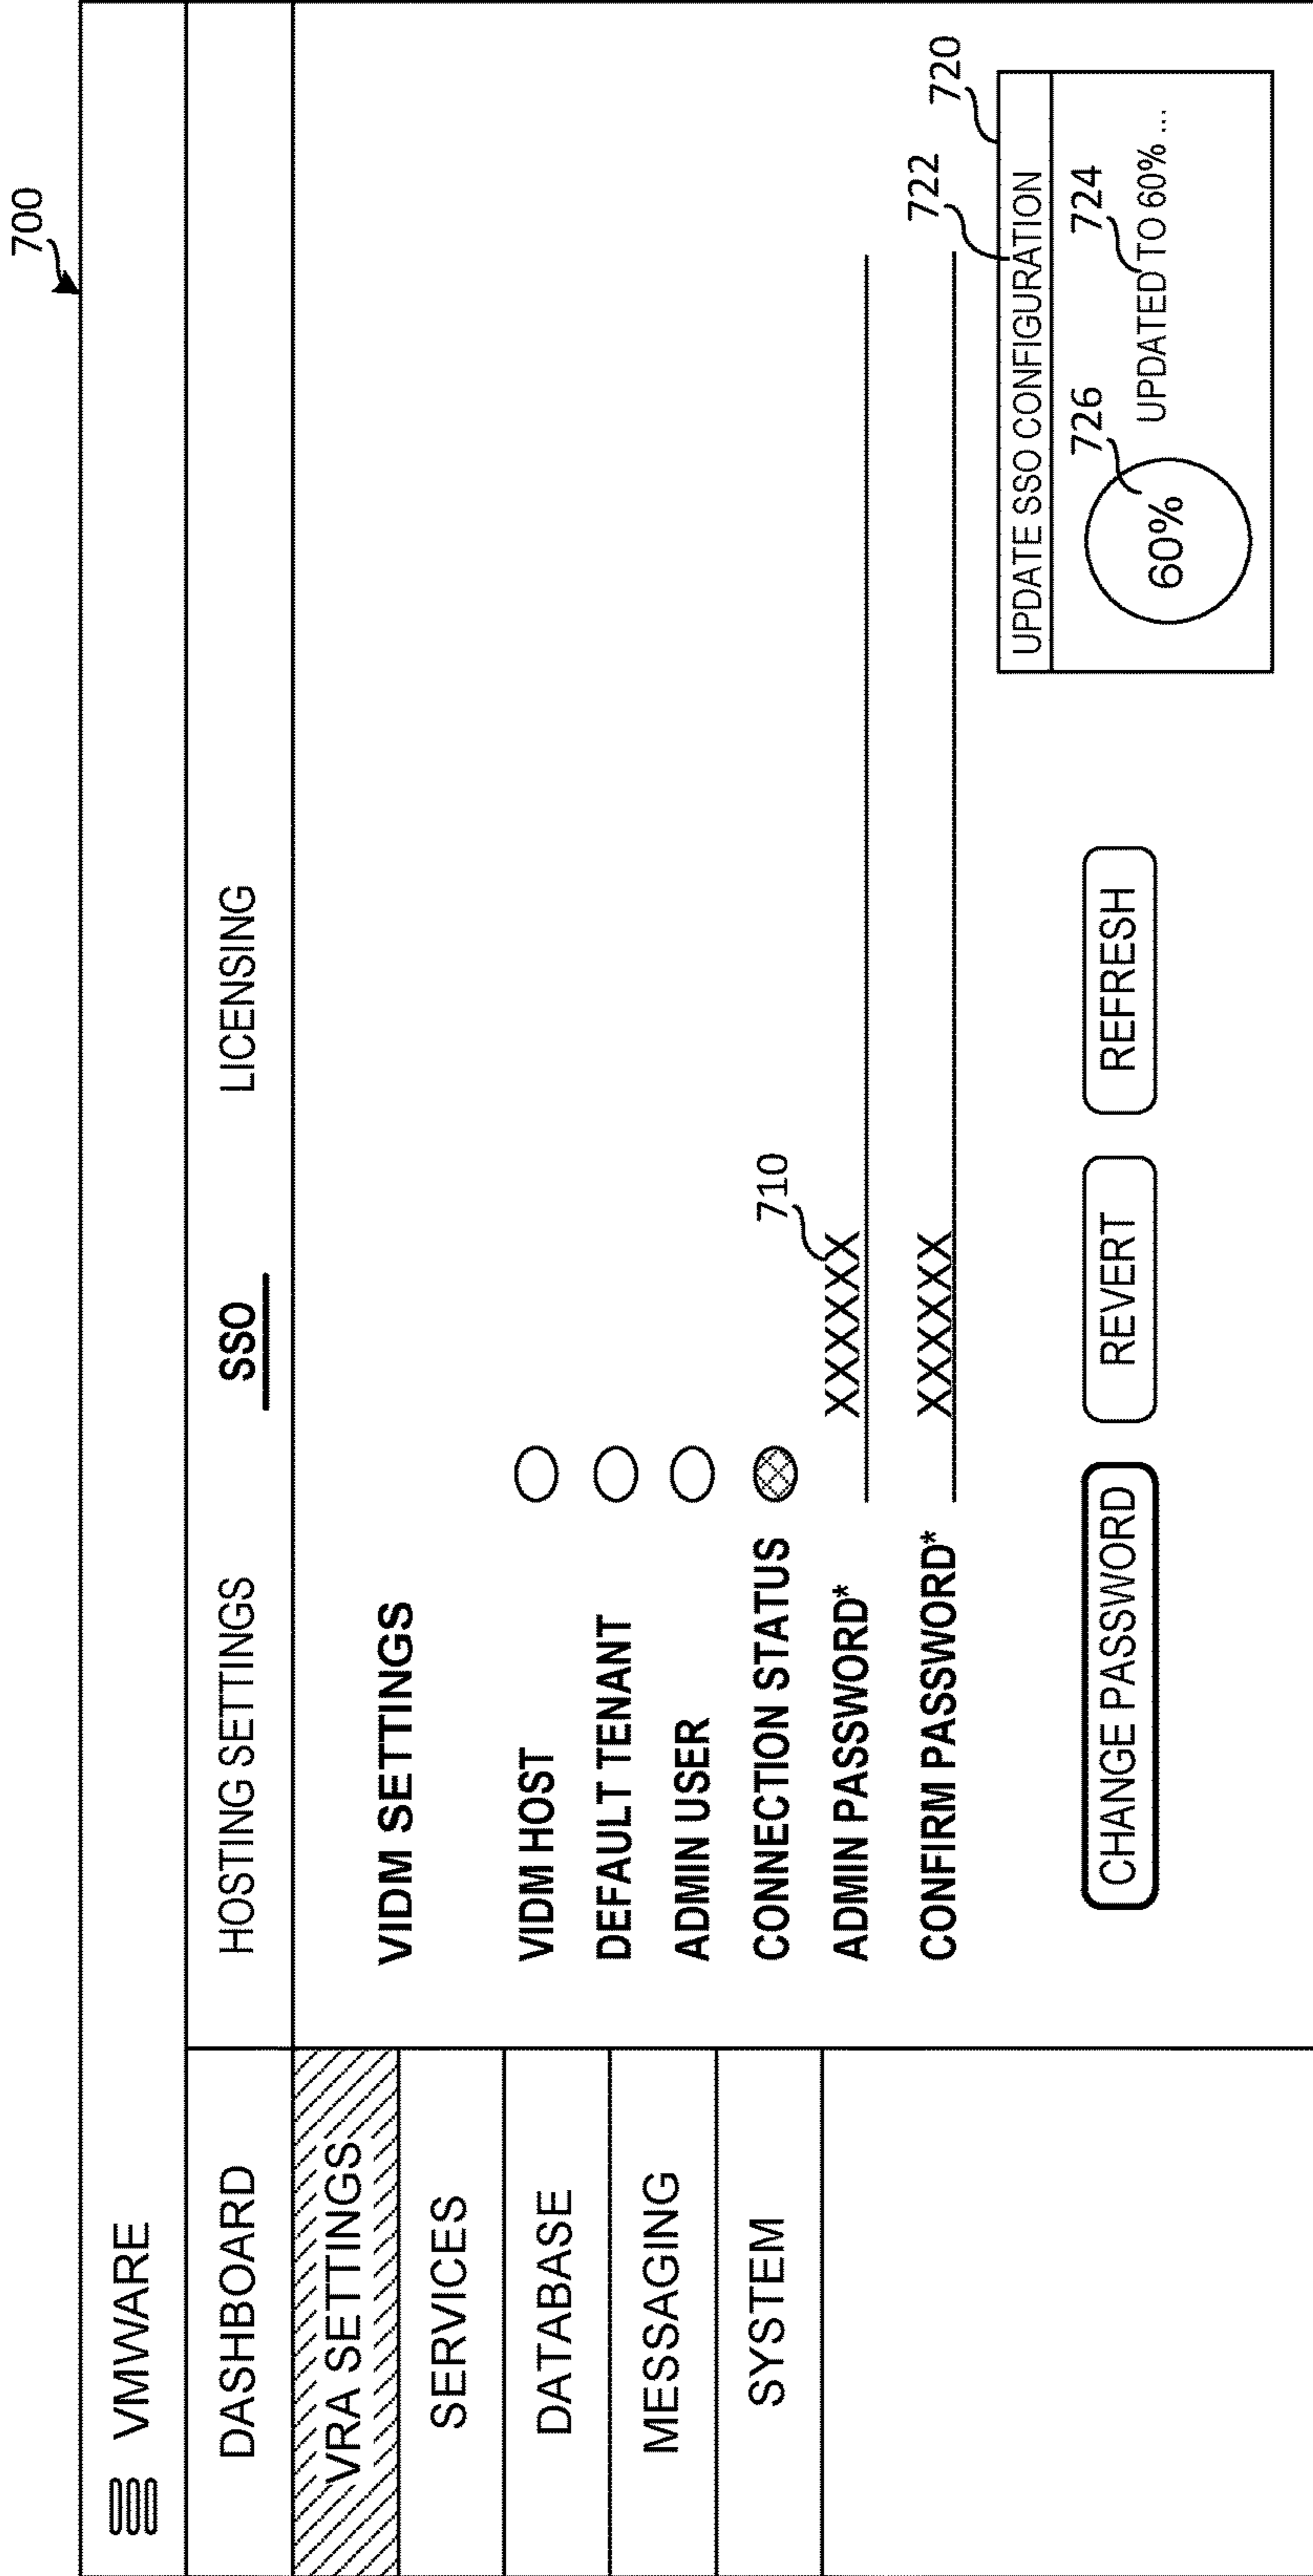 700
VMWARE
DASHBOARD
HOSTING SETTINGS
SSO
LICENSING
VRA SETTINGS
SERVICES
DATABASE
MESSAGING
SYSTEM
VIDM SETTINGS
VIDM HOST
DEFAULT TENANT
ADMIN USER
CONNECTION STATUS
710
ADMIN PASSWORD* XXXXXX
CONFIRM PASSWORD* XXXXXX
CHANGE PASSWORD
REVERT
REFRESH
722
720
UPDATE SSO CONFIGURATION
726
724
60%
UPDATED TO 60% ...